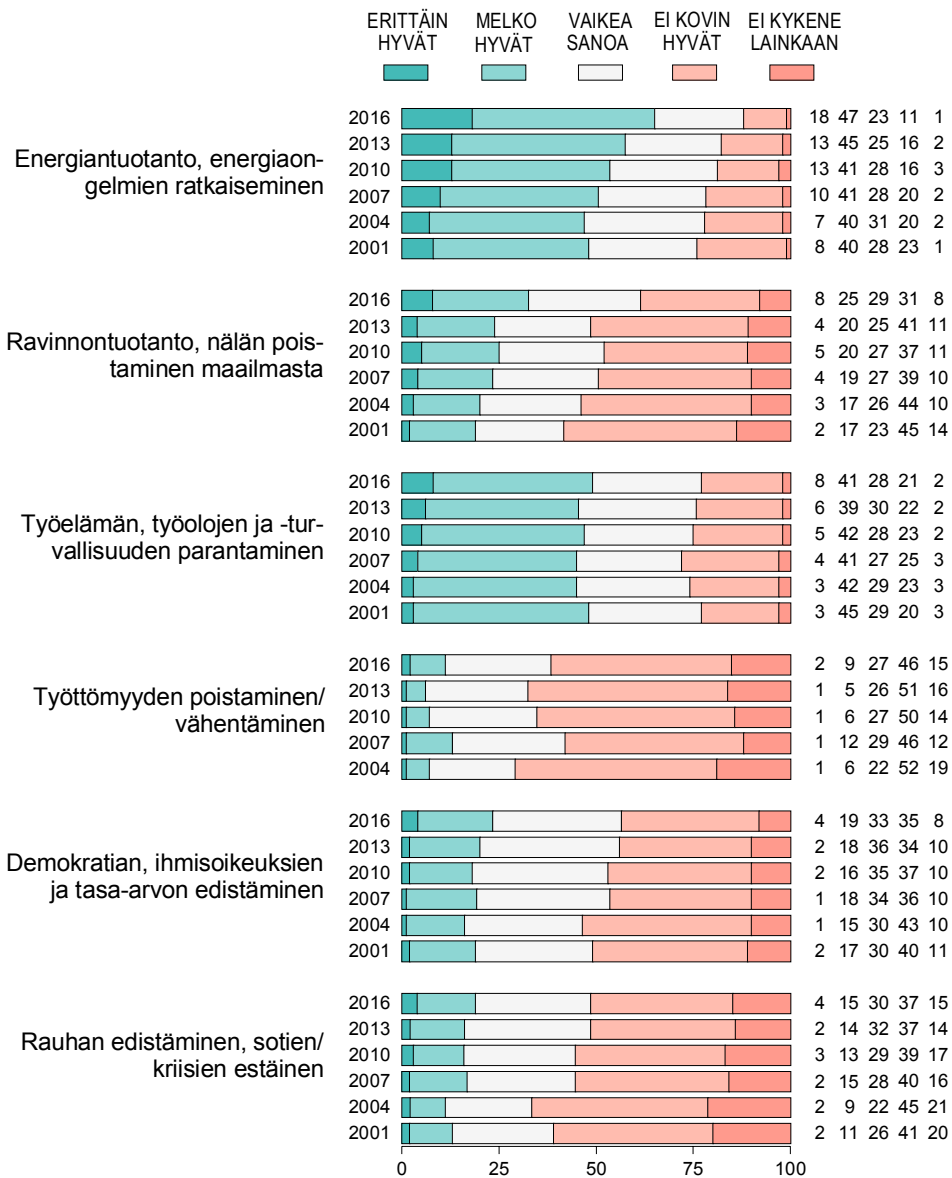 ERITTÄIN HYVÄT
MELKO HYVÄT
VAIKEA SANOA
EI KOVIN HYVÄT
EI KYKENE LAINKAAN
Energiantuotanto, energiaon-
gelmien ratkaiseminen
2016 18 47 23 11 1
2013 13 45 25 16 2
2010 13 41 28 16 3
2007 10 41 28 20 2
2004 7 40 31 20 2
2001 8 40 28 23 1
Ravinnontuotanto, nälän pois-
taminen maailmasta
2016 8 25 29 31 8
2013 4 20 25 41 11
2010 5 20 27 37 11
2007 4 19 27 39 10
2004 3 17 26 44 10
2001 2 17 23 45 14
Työelämän, työolojen ja -tur-
vallisuuden parantaminen
2016 8 41 28 21 2
2013 6 39 30 22 2
2010 5 42 28 23 2
2007 4 41 27 25 3
2004 3 42 29 23 3
2001 3 45 29 20 3
Työttömyyden poistaminen/
vähentäminen
2016 2 9 27 46 15
2013 1 5 26 51 16
2010 1 6 27 50 14
2007 1 12 29 46 12
2004 1 6 22 52 19
Demokratian, ihmisoikeuksien
ja tasa-arvon edistäminen
2016 4 19 33 35 8
2013 2 18 36 34 10
2010 2 16 35 37 10
2007 1 18 34 36 10
2004 1 15 30 43 10
2001 2 17 30 40 11
Rauhan edistäminen, sotien/
kriisien estäinen
2016 4 15 30 37 15
2013 2 14 32 37 14
2010 3 13 29 39 17
2007 2 15 28 40 16
2004 2 9 22 45 21
2001 2 11 26 41 20
0 25 50 75 100